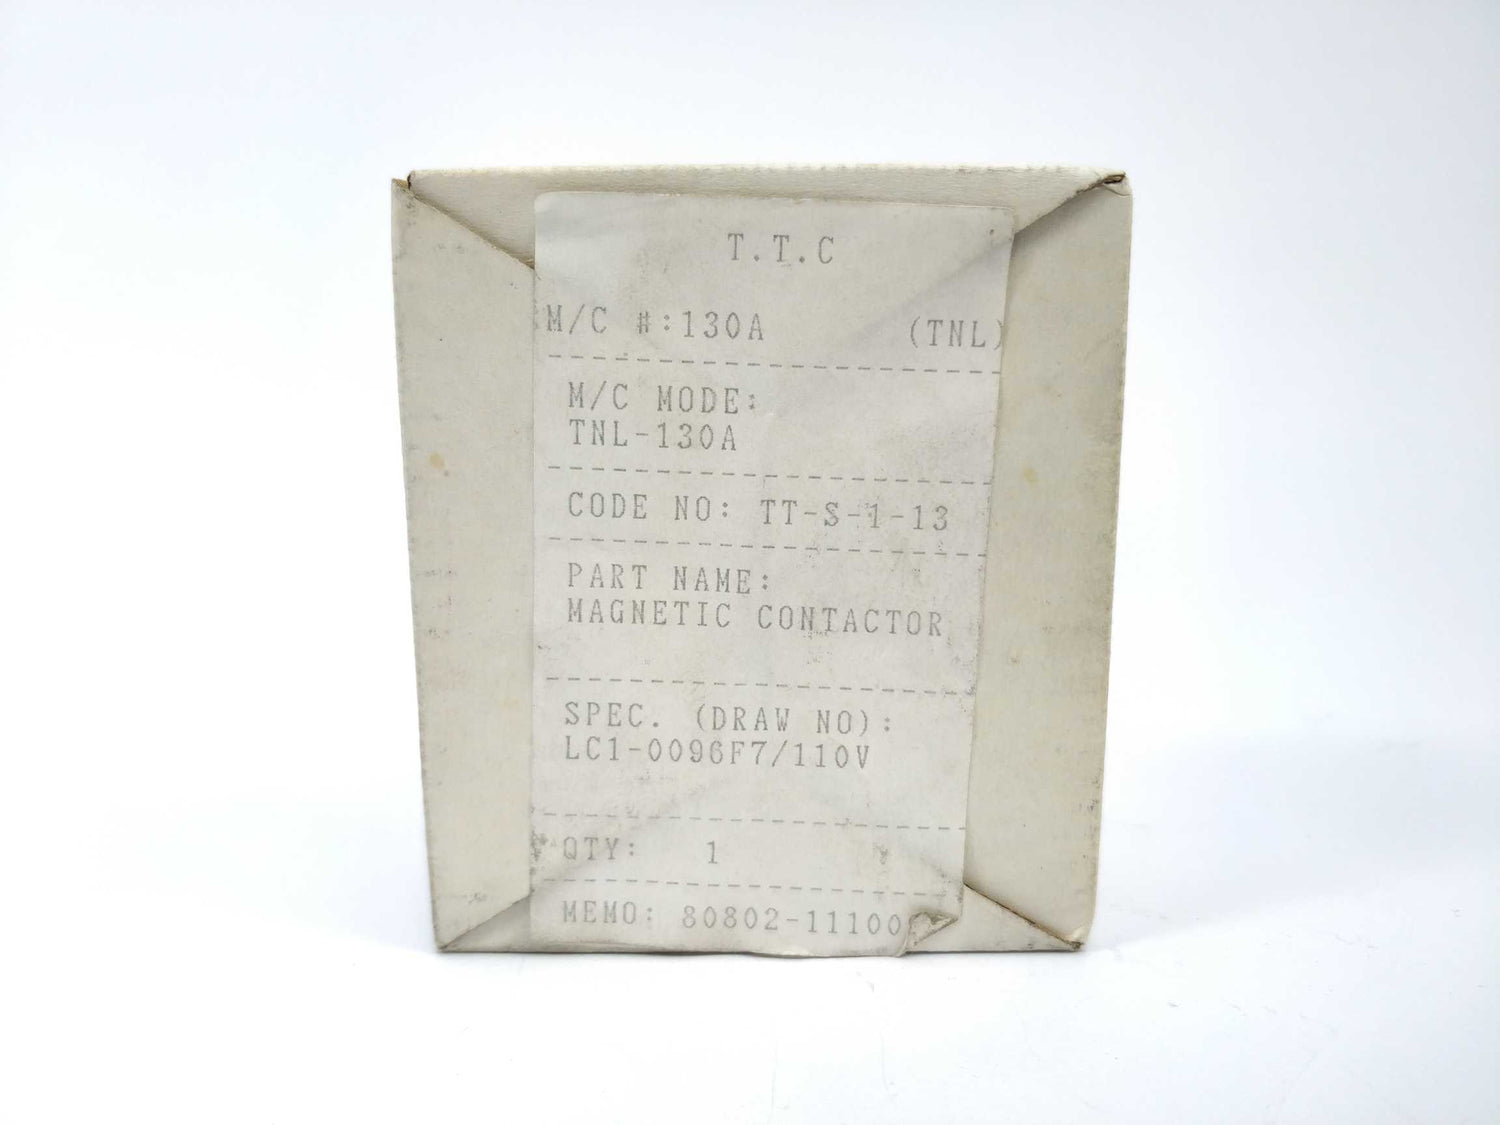 T.T.C
M/C #:130A (TNL)
M/C MODE:
TNL-130A
CODE NO: TT-S-1-13
PART NAME:
MAGNETIC CONTACTOR
SPEC. (DRAW NO):
LC1-0096F7/110V
QTY: 1
MEMO: 80802-11100